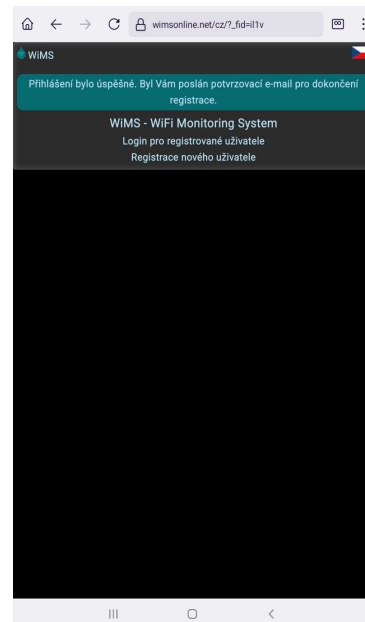 wimsonline.net/cz/?_fid=il1v
WiMS
Přihlášení bylo úspěšné. Byl Vám poslán potvrzovací e-mail pro dokončení
registrace.
WiMS - WiFi Monitoring System
Login pro registrované uživatele
Registrace nového uživatele